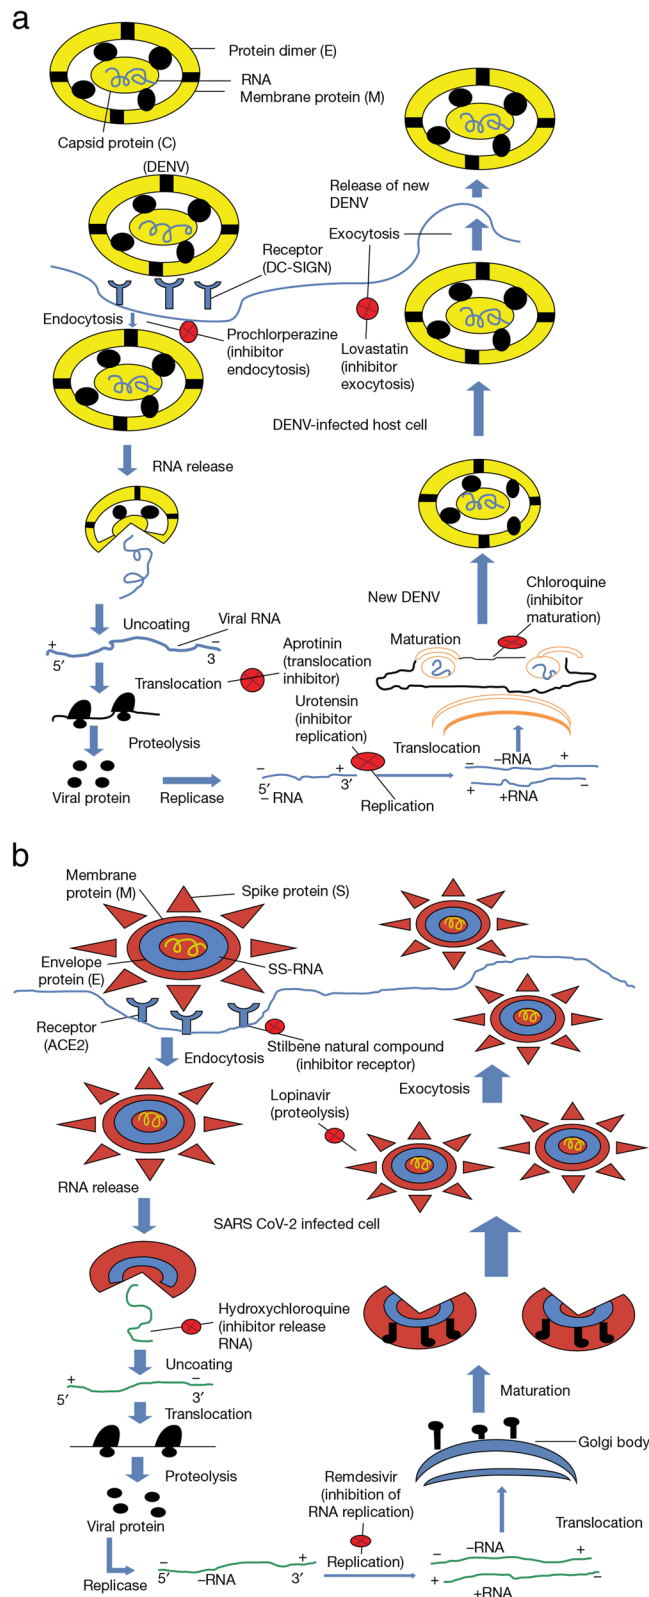 a
Protein dimer (E)
RNA
Membrane protein (M)
Capsid protein (C)
(DENV)
Release of new
DENV
Exocytosis
Receptor
(DC-SIGN)
Endocytosis
Prochlorperazine
(inhibitor
endocytosis)
Lovastatin
(inhibitor
exocytosis)
DENV-infected host cell
RNA release
New DENV
Chloroquine
(inhibitor
maturation)
Maturation
Uncoating
Viral RNA
+
−
5′
3
Translocation
Aprotinin
(translocation
inhibitor)
Urotensin
(inhibitor
replication)
Translocation
Proteolysis
Viral protein
Replicase
−
+
5′
3′
− RNA
Replication
−
−RNA
+
+
+RNA
−
b
Membrane
protein (M)
Spike protein (S)
Envelope
protein (E)
SS-RNA
Receptor
(ACE2)
Stilbene natural compound
(inhibitor receptor)
Endocytosis
Exocytosis
Lopinavir
(proteolysis)
RNA release
SARS CoV-2 infected cell
Hydroxychloroquine
(inhibitor release
RNA)
Uncoating
+
−
5′
3′
Translocation
Maturation
Golgi body
Proteolysis
Viral protein
Remdesivir
(inhibition of
RNA replication)
Translocation
Replicase
−
+
5′
−RNA
3′
Replication)
−
−RNA
+
+
+RNA
−